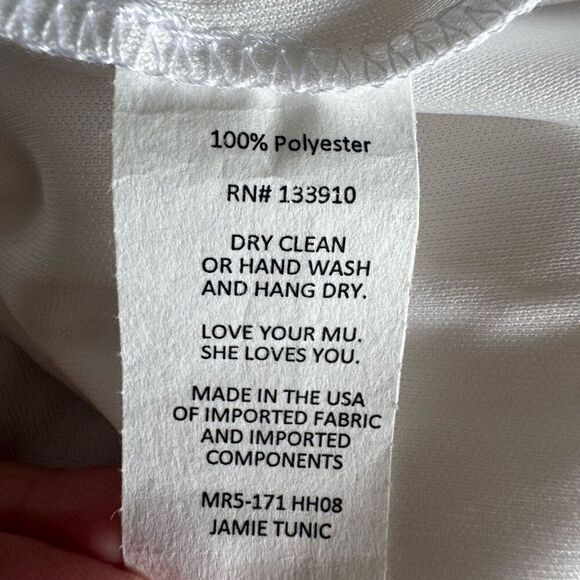 100% Polyester
RN# 133910
DRY CLEAN
OR HAND WASH
AND HANG DRY.
LOVE YOUR MU.
SHE LOVES YOU.
MADE IN THE USA
OF IMPORTED FABRIC
AND IMPORTED
COMPONENTS
MR5-171 HH08
JAMIE TUNIC